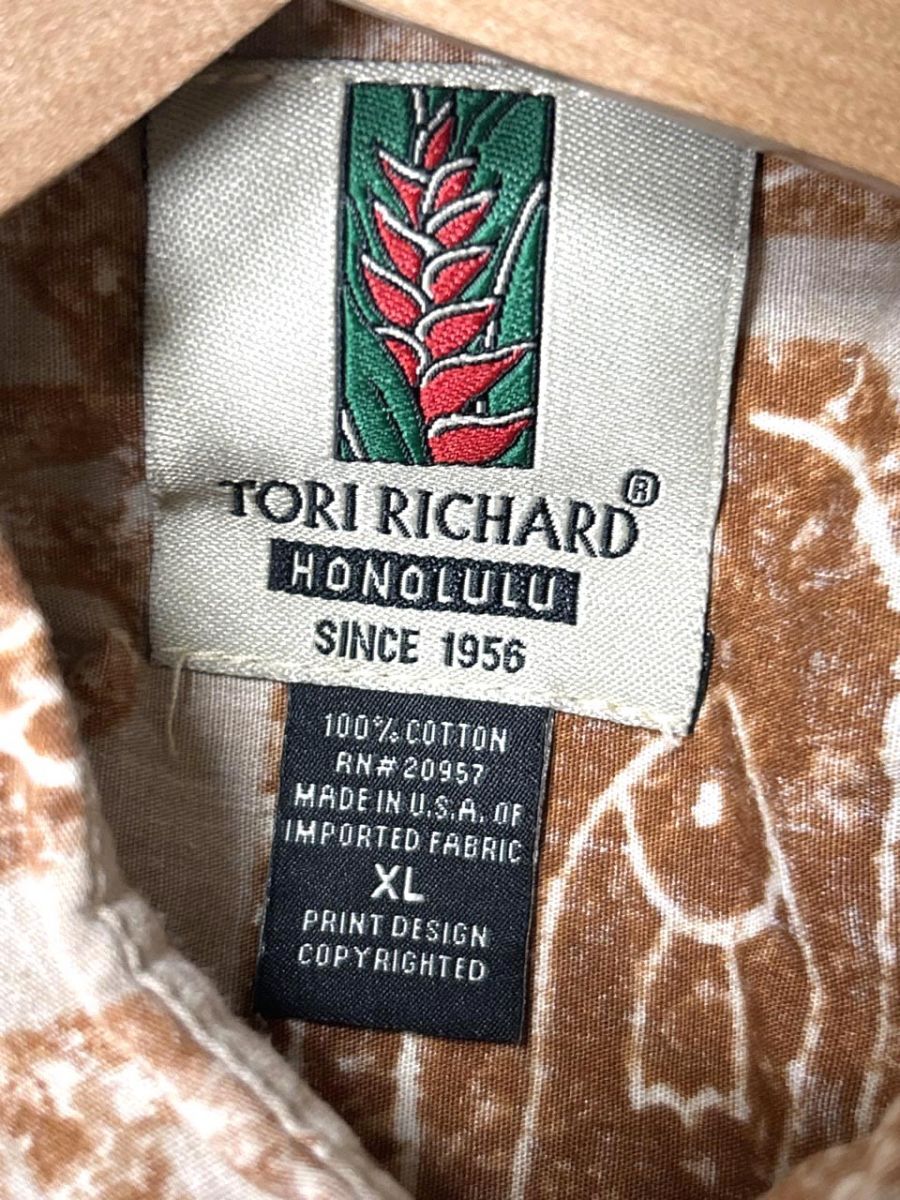 TORI RICHARD®
HONOLULU
SINCE 1956
100% COTTON
RN# 20957
MADE IN U.S.A. OF
IMPORTED FABRIC
XL
PRINT DESIGN
COPYRIGHTED